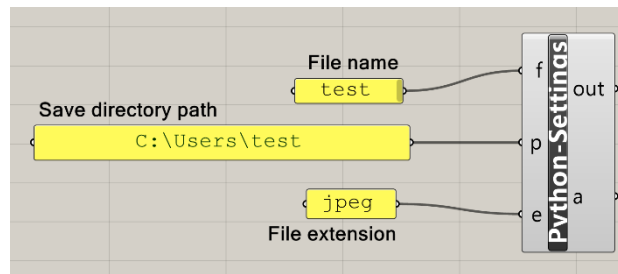 File name
test
f
Save directory path
C:\Users\test
p
jpeg
e
File extension
Python-Settings
out
a